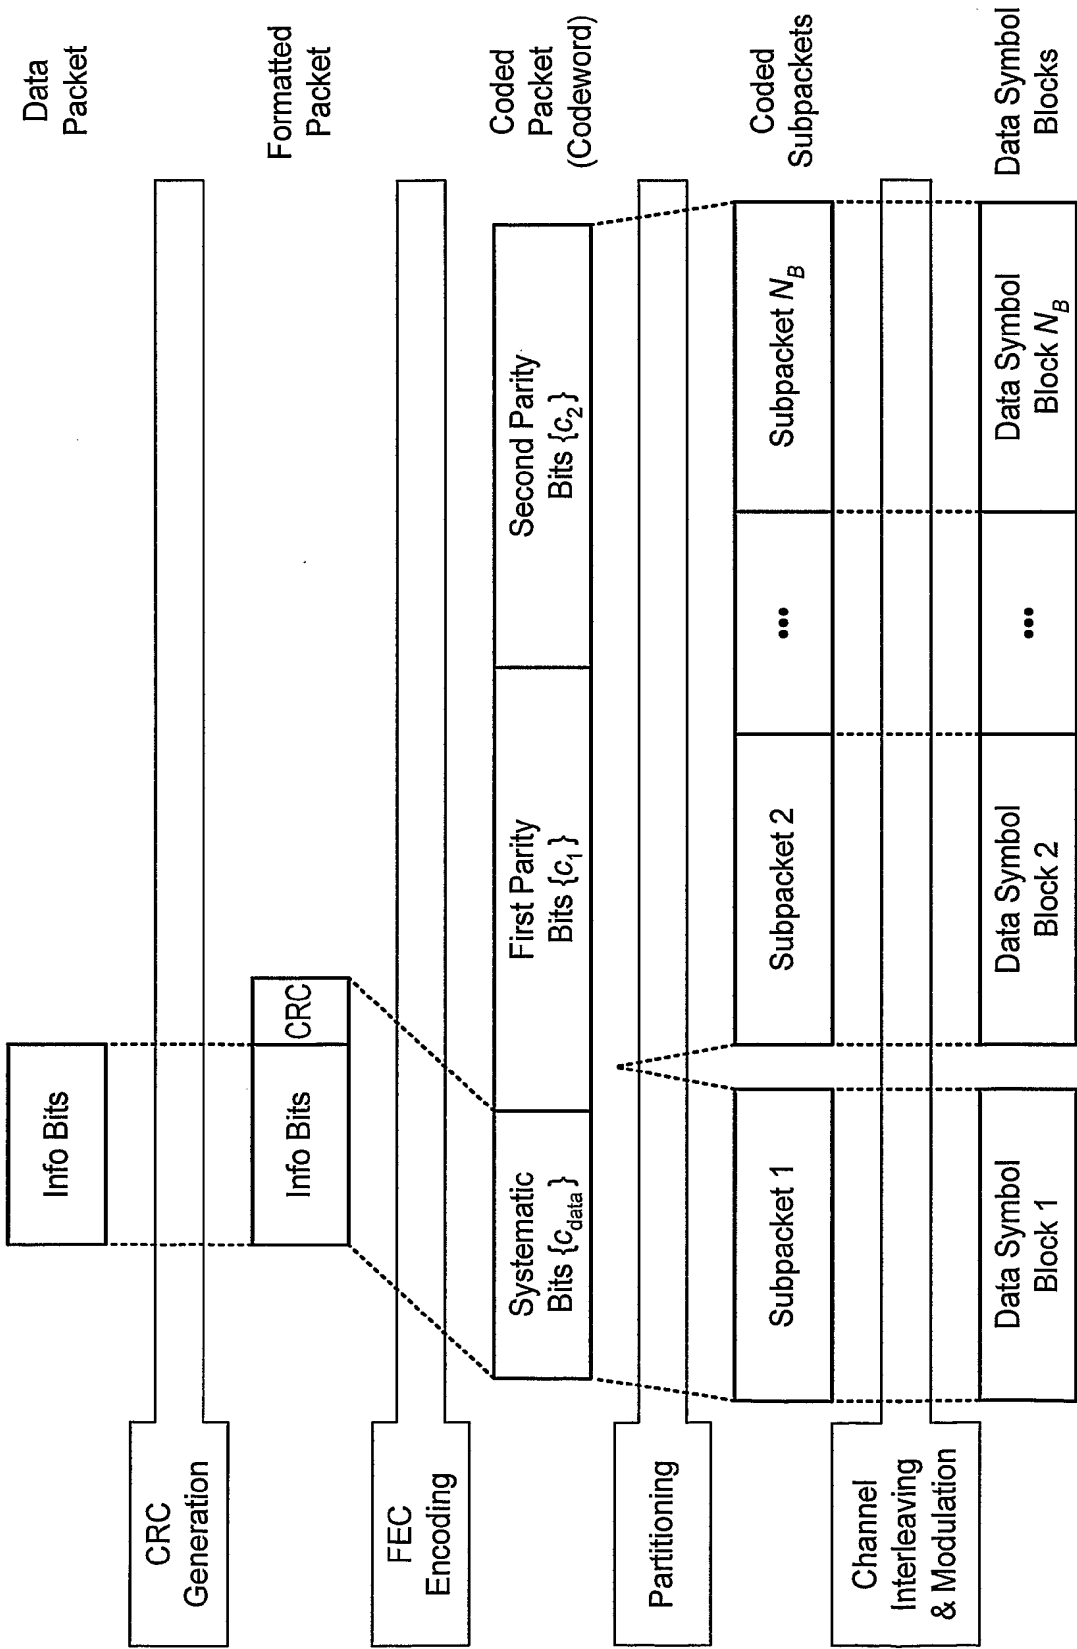 Info Bits
Data
Packet
CRC
Generation
Info Bits
CRC
Formatted
Packet
FEC
Encoding
Systematic
Bits {c_data}
First Parity
Bits {c_1}
Second Parity
Bits {c_2}
Coded
Packet
(Codeword)
Partitioning
Subpacket 1
Subpacket 2
•••
Subpacket N_B
Coded
Subpackets
Channel
Interleaving
& Modulation
Data Symbol
Block 1
Data Symbol
Block 2
•••
Data Symbol
Block N_B
Data Symbol
Blocks